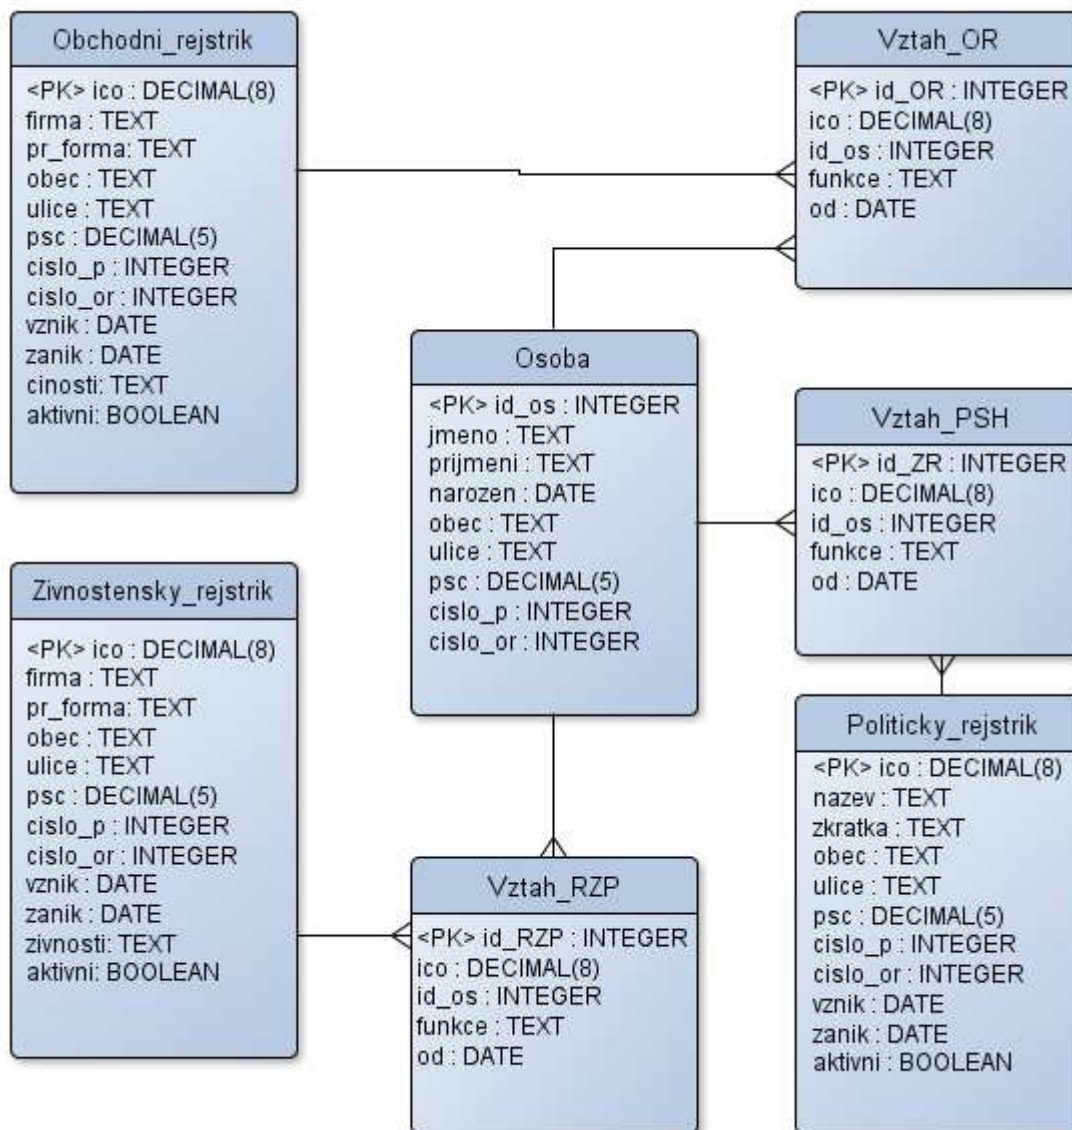 Obchodni_rejstrik
<PK> ico : DECIMAL(8)
firma : TEXT
pr_forma: TEXT
obec : TEXT
ulice : TEXT
psc : DECIMAL(5)
cislo_p : INTEGER
cislo_or : INTEGER
vznik : DATE
zanik : DATE
cinosti: TEXT
aktivni: BOOLEAN
Vztah_OR
<PK> id_OR : INTEGER
ico : DECIMAL(8)
id_os : INTEGER
funkce : TEXT
od : DATE
Osoba
<PK> id_os : INTEGER
jmeno : TEXT
prijmeni : TEXT
narozen : DATE
obec : TEXT
ulice : TEXT
psc : DECIMAL(5)
cislo_p : INTEGER
cislo_or : INTEGER
Vztah_PSH
<PK> id_ZR : INTEGER
ico : DECIMAL(8)
id_os : INTEGER
funkce : TEXT
od : DATE
Zivnostensky_rejstrik
<PK> ico : DECIMAL(8)
firma : TEXT
pr_forma: TEXT
obec : TEXT
ulice : TEXT
psc : DECIMAL(5)
cislo_p : INTEGER
cislo_or : INTEGER
vznik : DATE
zanik : DATE
zivnosti: TEXT
aktivni: BOOLEAN
Vztah_RZP
<PK> id_RZP : INTEGER
ico : DECIMAL(8)
id_os : INTEGER
funkce : TEXT
od : DATE
Politicky_rejstrik
<PK> ico : DECIMAL(8)
nazev : TEXT
zkratka : TEXT
obec : TEXT
ulice : TEXT
psc : DECIMAL(5)
cislo_p : INTEGER
cislo_or : INTEGER
vznik : DATE
zanik : DATE
aktivni : BOOLEAN